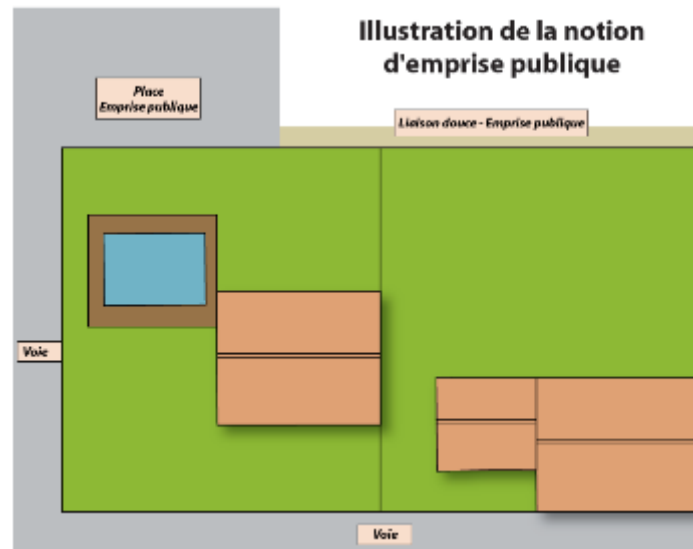 Illustration de la notion
d'emprise publique
Place
Emprise publique
Liaison douce - Emprise publique
Voie
Voie